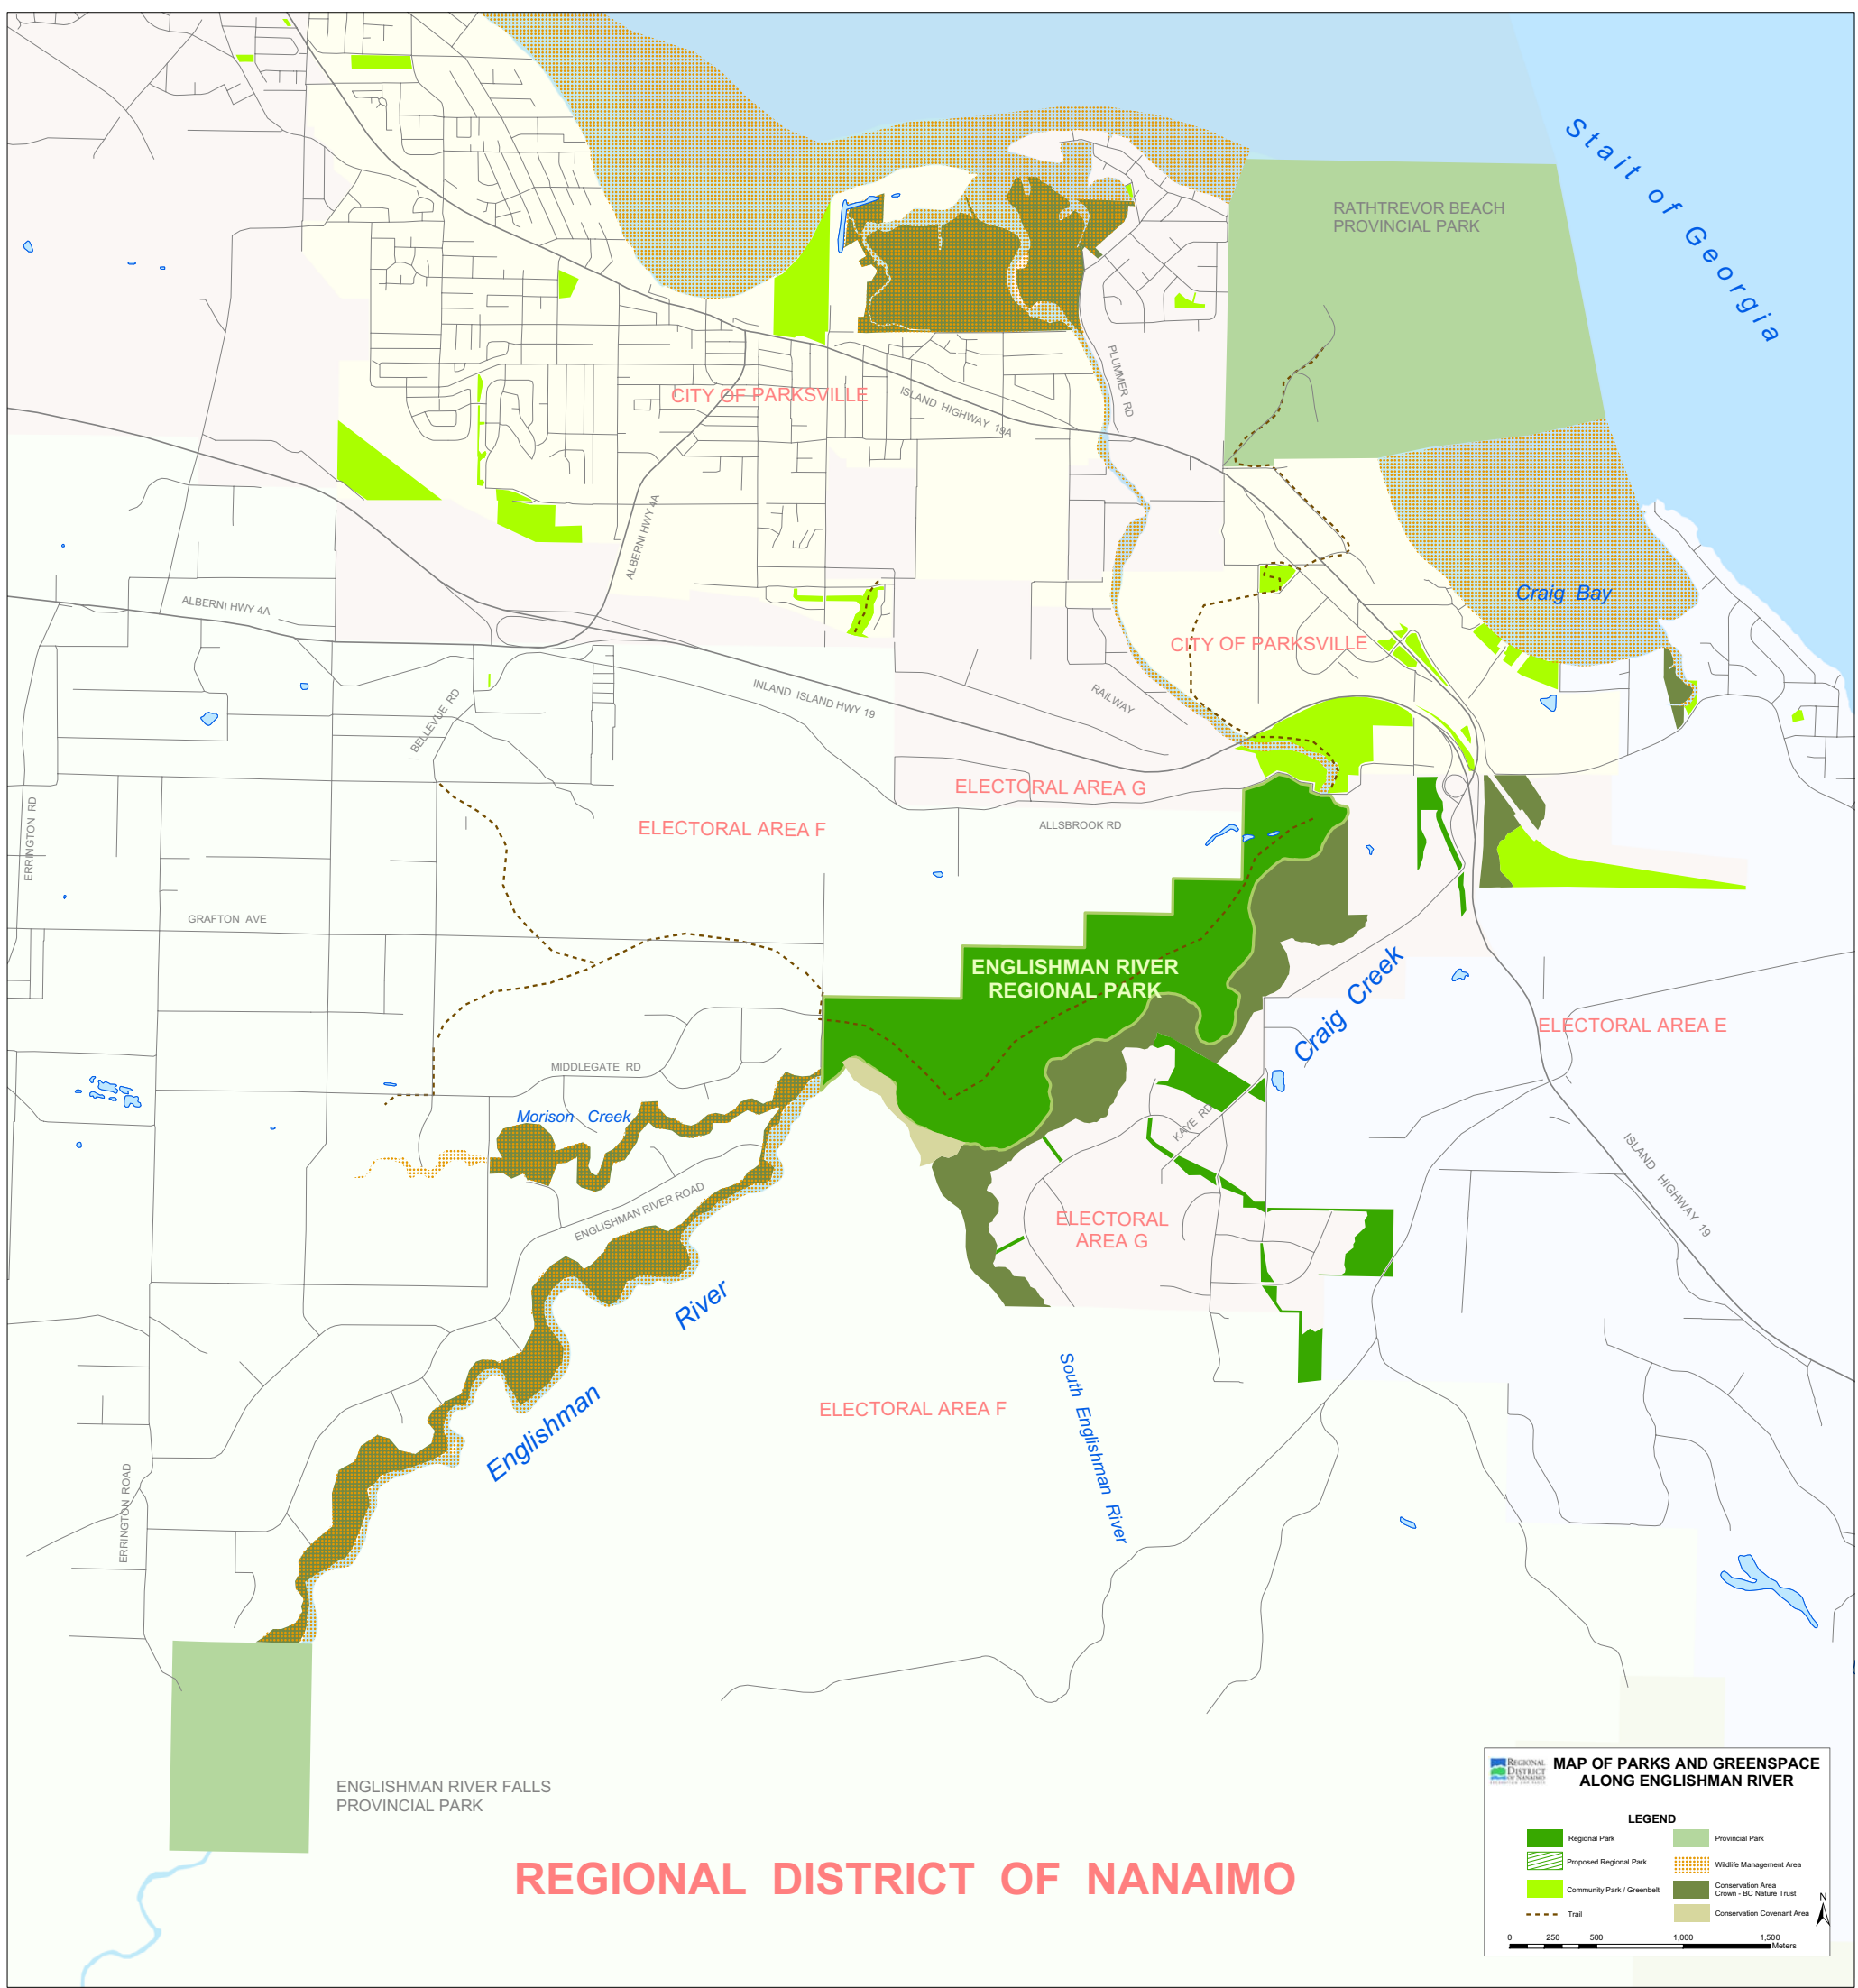 Stait of Georgia
RATHTREVOR BEACH
PROVINCIAL PARK
PLUMMER RD
CITY OF PARKSVILLE
ISLAND HIGHWAY 19A
ALBERNI HWY 4A
ALBERNI HWY 4A
Craig Bay
CITY OF PARKSVILLE
BELLEVUE RD
INLAND ISLAND HWY 19
RAILWAY
ELECTORAL AREA G
ERRINGTON RD
ELECTORAL AREA F
ALLSBROOK RD
GRAFTON AVE
ENGLISHMAN RIVER
REGIONAL PARK
Craig Creek
ELECTORAL AREA E
MIDDLEGATE RD
Morison Creek
KAYE RD
ISLAND HIGHWAY 19
ENGLISHMAN RIVER ROAD
ELECTORAL
AREA G
Englishman River
South Englishman River
ELECTORAL AREA F
ERRINGTON ROAD
ENGLISHMAN RIVER FALLS
PROVINCIAL PARK
REGIONAL DISTRICT OF NANAIMO
REGIONAL
DISTRICT
OF NANAIMO
MAP OF PARKS AND GREENSPACE
ALONG ENGLISHMAN RIVER
LEGEND
Regional Park
Provincial Park
Proposed Regional Park
Wildlife Management Area
Community Park / Greenbelt
Conservation Area
Crown - BC Nature Trust
Trail
Conservation Covenant Area
N
0 250 500 1,000 1,500
Meters